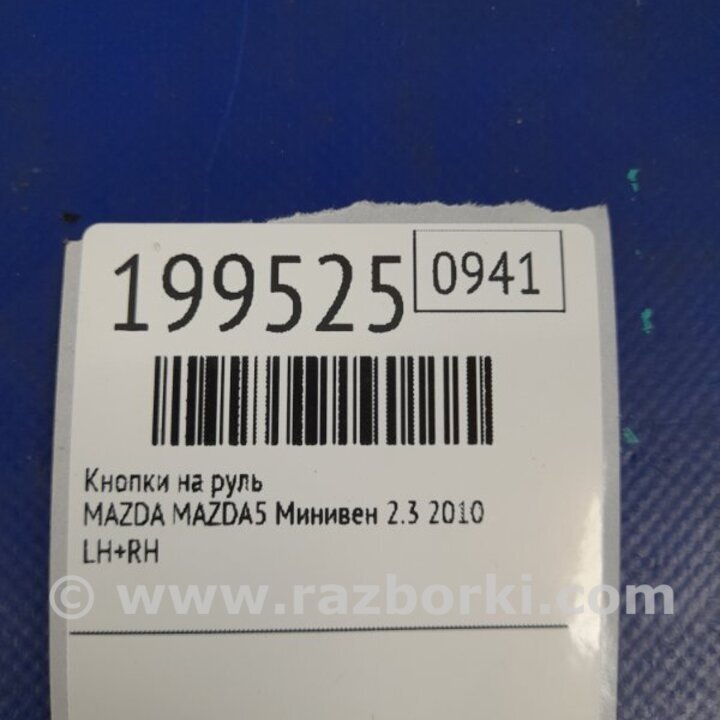 199525 0941
Кнопки на руль
MAZDA MAZDA5 Минивен 2.3 2010
LH+RH
© www.razborki.com